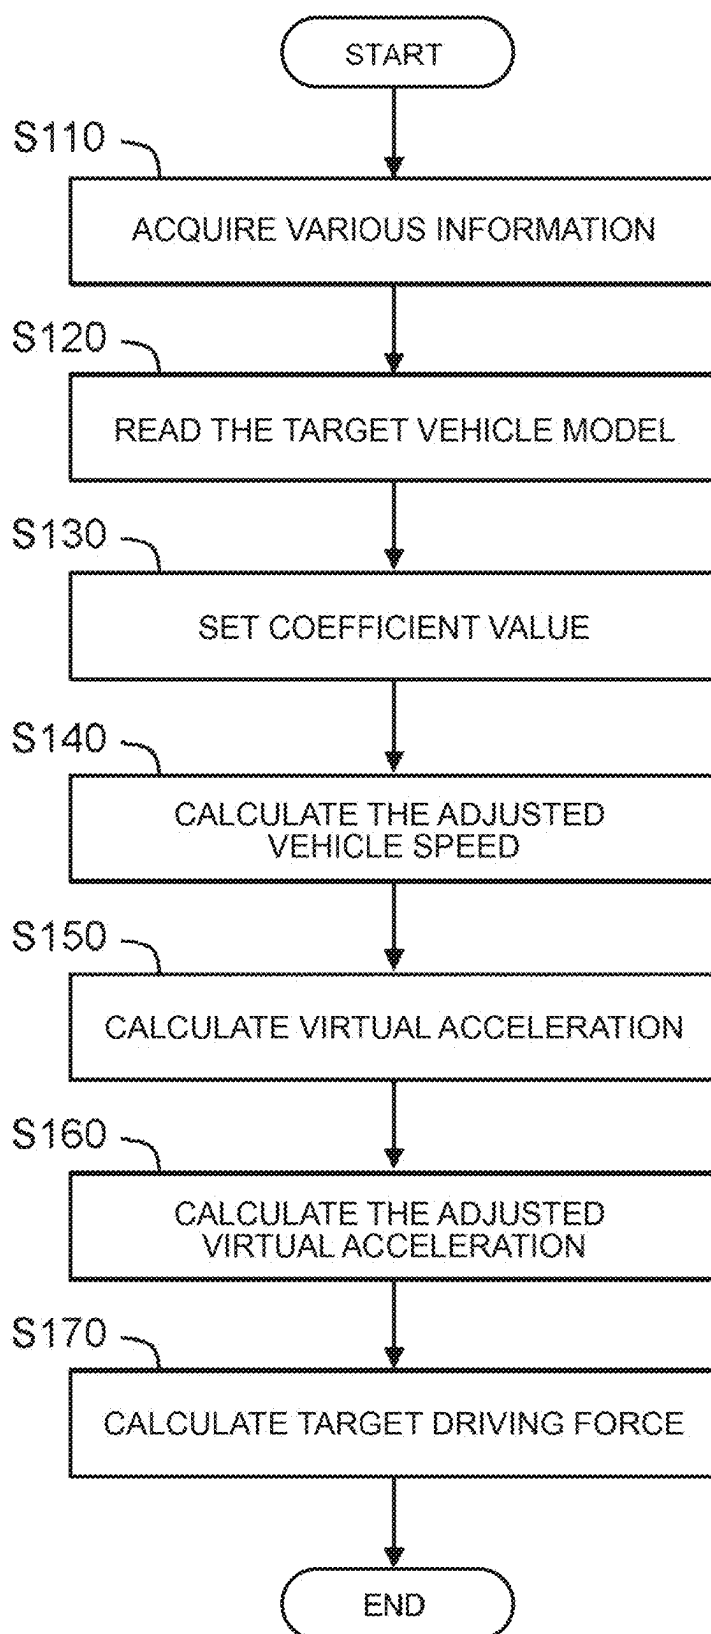 START
S110
ACQUIRE VARIOUS INFORMATION
S120
READ THE TARGET VEHICLE MODEL
S130
SET COEFFICIENT VALUE
S140
CALCULATE THE ADJUSTED
VEHICLE SPEED
S150
CALCULATE VIRTUAL ACCELERATION
S160
CALCULATE THE ADJUSTED
VIRTUAL ACCELERATION
S170
CALCULATE TARGET DRIVING FORCE
END